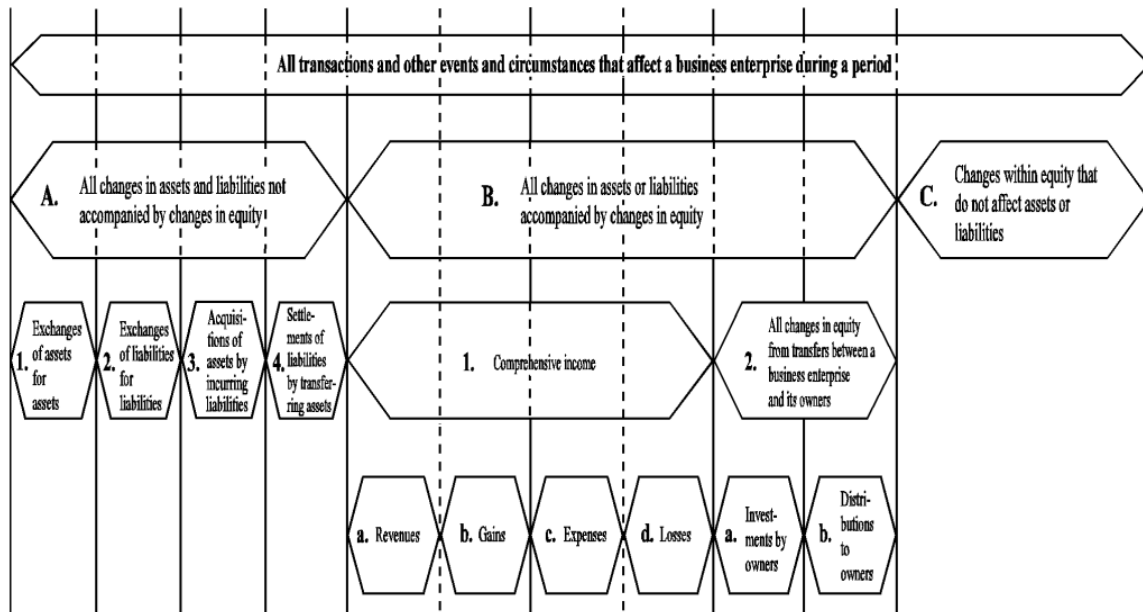 All transactions and other events and circumstances that affect a business enterprise during a period
A.
All changes in assets and liabilities not
accompanied by changes in equity
B.
All changes in assets or liabilities
accompanied by changes in equity
C.
Changes within equity that
do not affect assets or
liabilities
1.
Exchanges
of assets
for
assets
2.
Exchanges
of liabilities
for
liabilities
3.
Acquisi-
tions of
assets by
incurring
liabilities
4.
Settle-
ments of
liabilities
by transfer-
ring assets
1.
Comprehensive income
2.
All changes in equity
from transfers between a
business enterprise
and its owners
a. Revenues
b. Gains
c. Expenses
d. Losses
a.
Invest-
ments by
owners
b.
Distri-
butions
to
owners